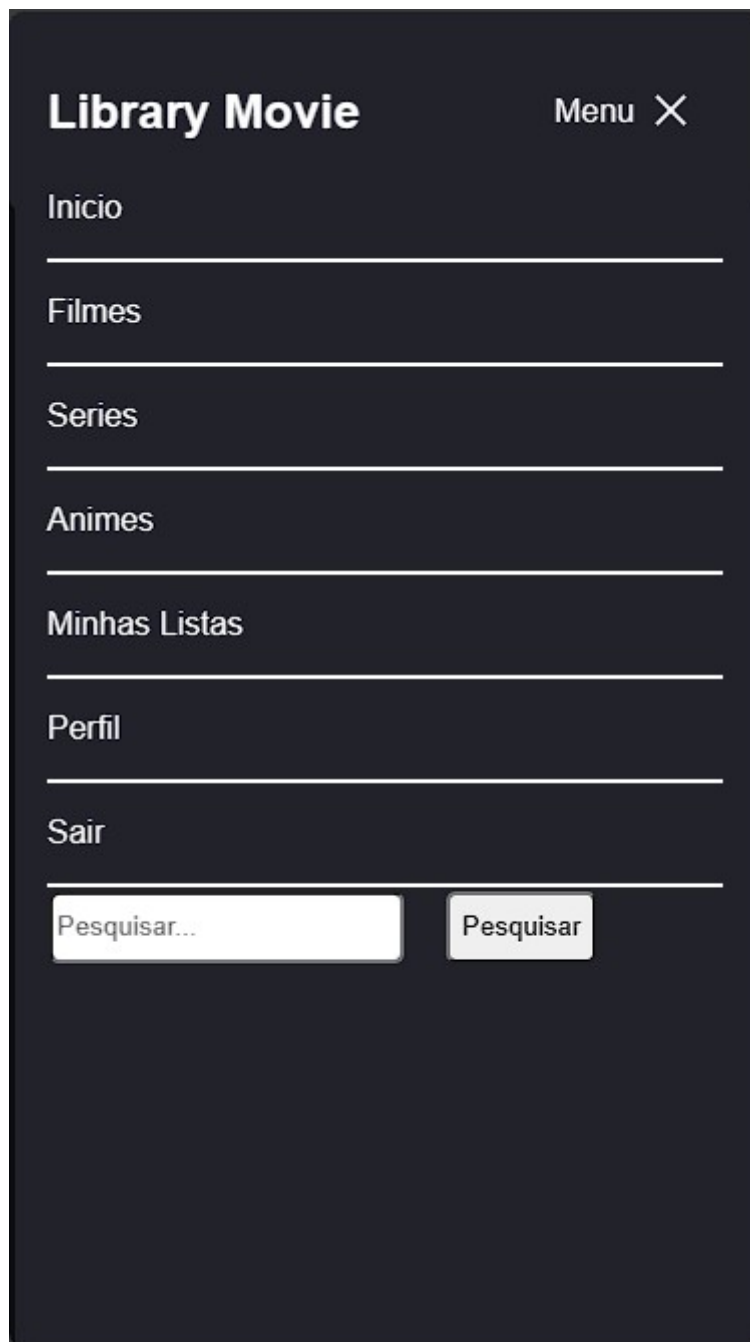 Library Movie Menu
Inicio
Filmes
Series
Animes
Minhas Listas
Perfil
Sair
Pesquisar... Pesquisar